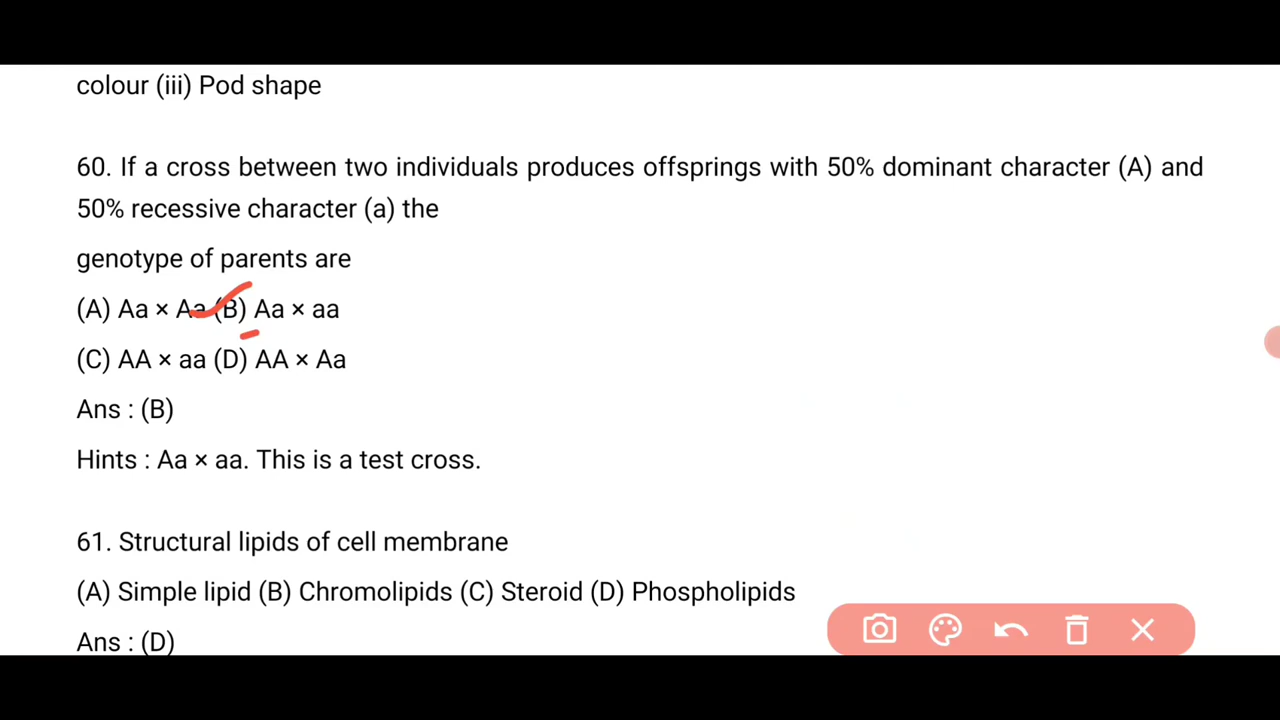 colour (iii) Pod shape
60. If a cross between two individuals produces offsprings with 50% dominant character (A) and
50% recessive character (a) the
genotype of parents are
(A) Aa × Aa (B) Aa × aa
(C) AA × aa (D) AA × Aa
Ans : (B)
Hints : Aa × aa. This is a test cross.
61. Structural lipids of cell membrane
(A) Simple lipid (B) Chromolipids (C) Steroid (D) Phospholipids
Ans : (D)